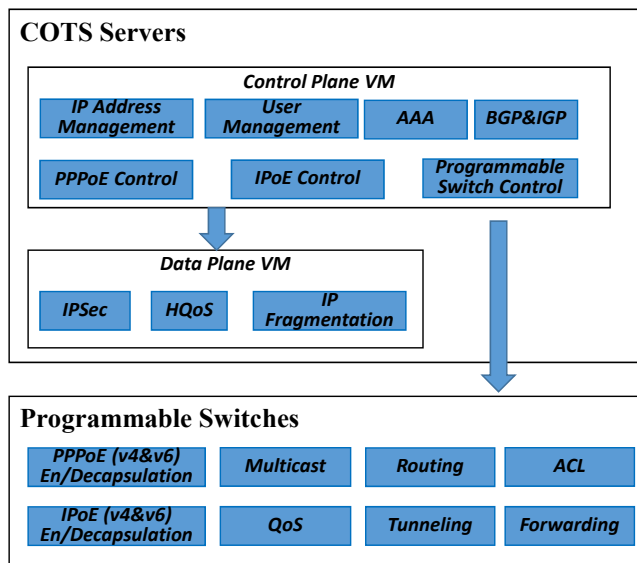 COTS Servers
Control Plane VM
IP Address
Management
User
Management
AAA
BGP&IGP
PPPoE Control
IPoE Control
Programmable
Switch Control
Data Plane VM
IPSec
HQoS
IP
Fragmentation
Programmable Switches
PPPoE (v4&v6)
En/Decapsulation
Multicast
Routing
ACL
IPoE (v4&v6)
En/Decapsulation
QoS
Tunneling
Forwarding